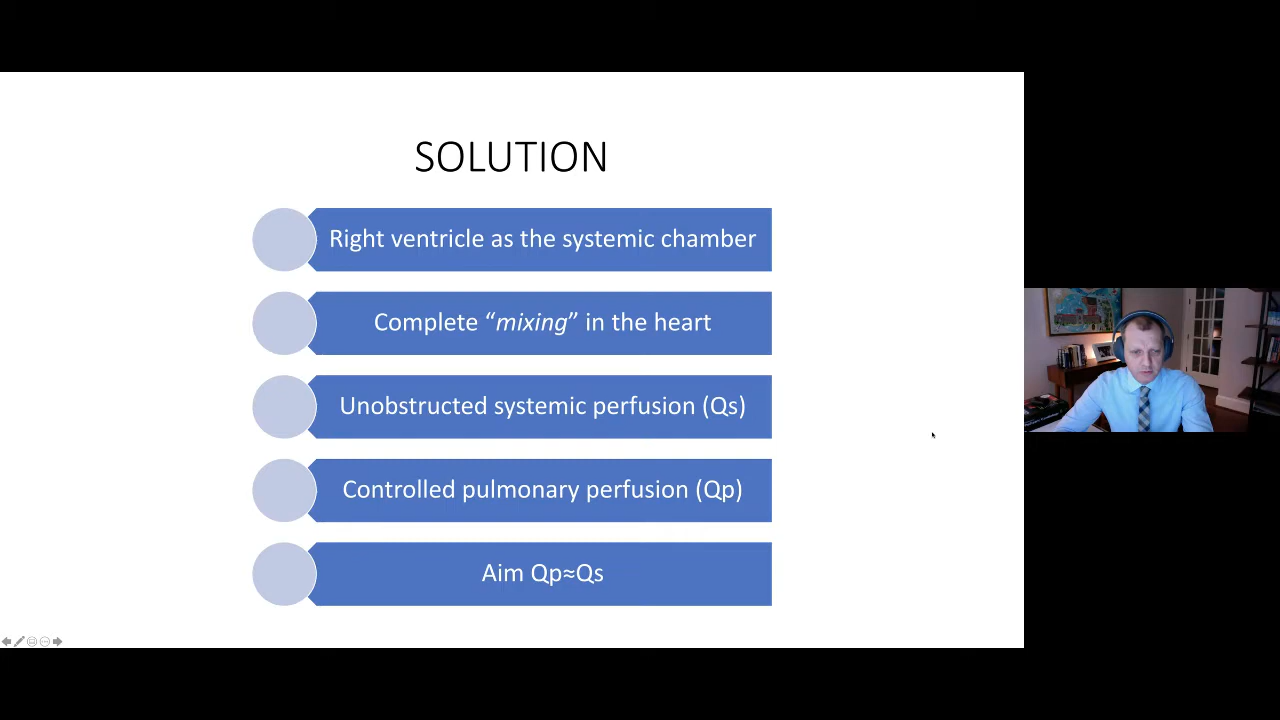 SOLUTION
Right ventricle as the systemic chamber
Complete “mixing” in the heart
Unobstructed systemic perfusion (Qs)
Controlled pulmonary perfusion (Qp)
Aim Qp≈Qs